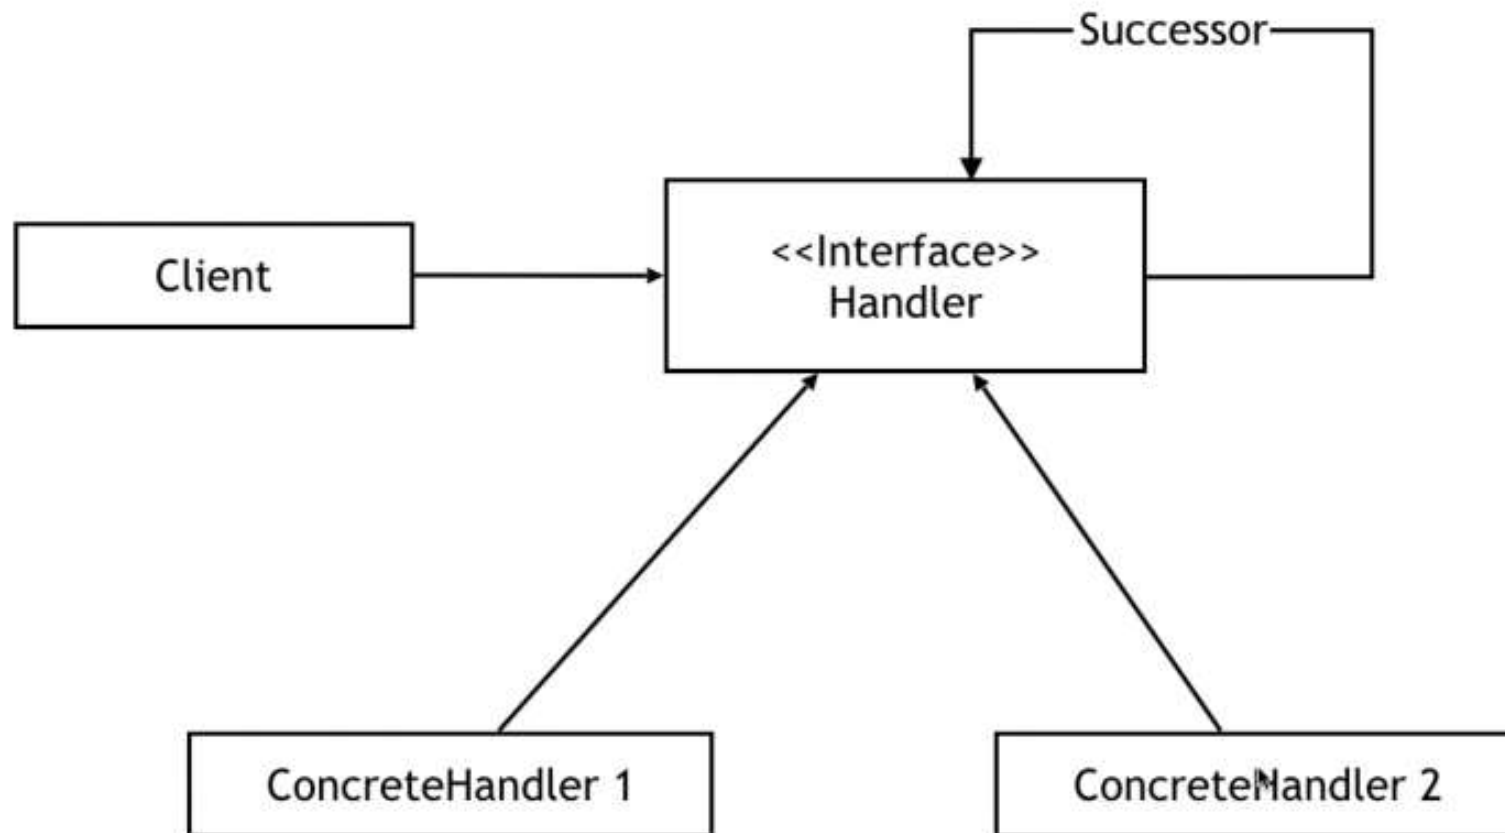 Successor
Client
<<Interface>>
Handler
ConcreteHandler 1
ConcreteHandler 2